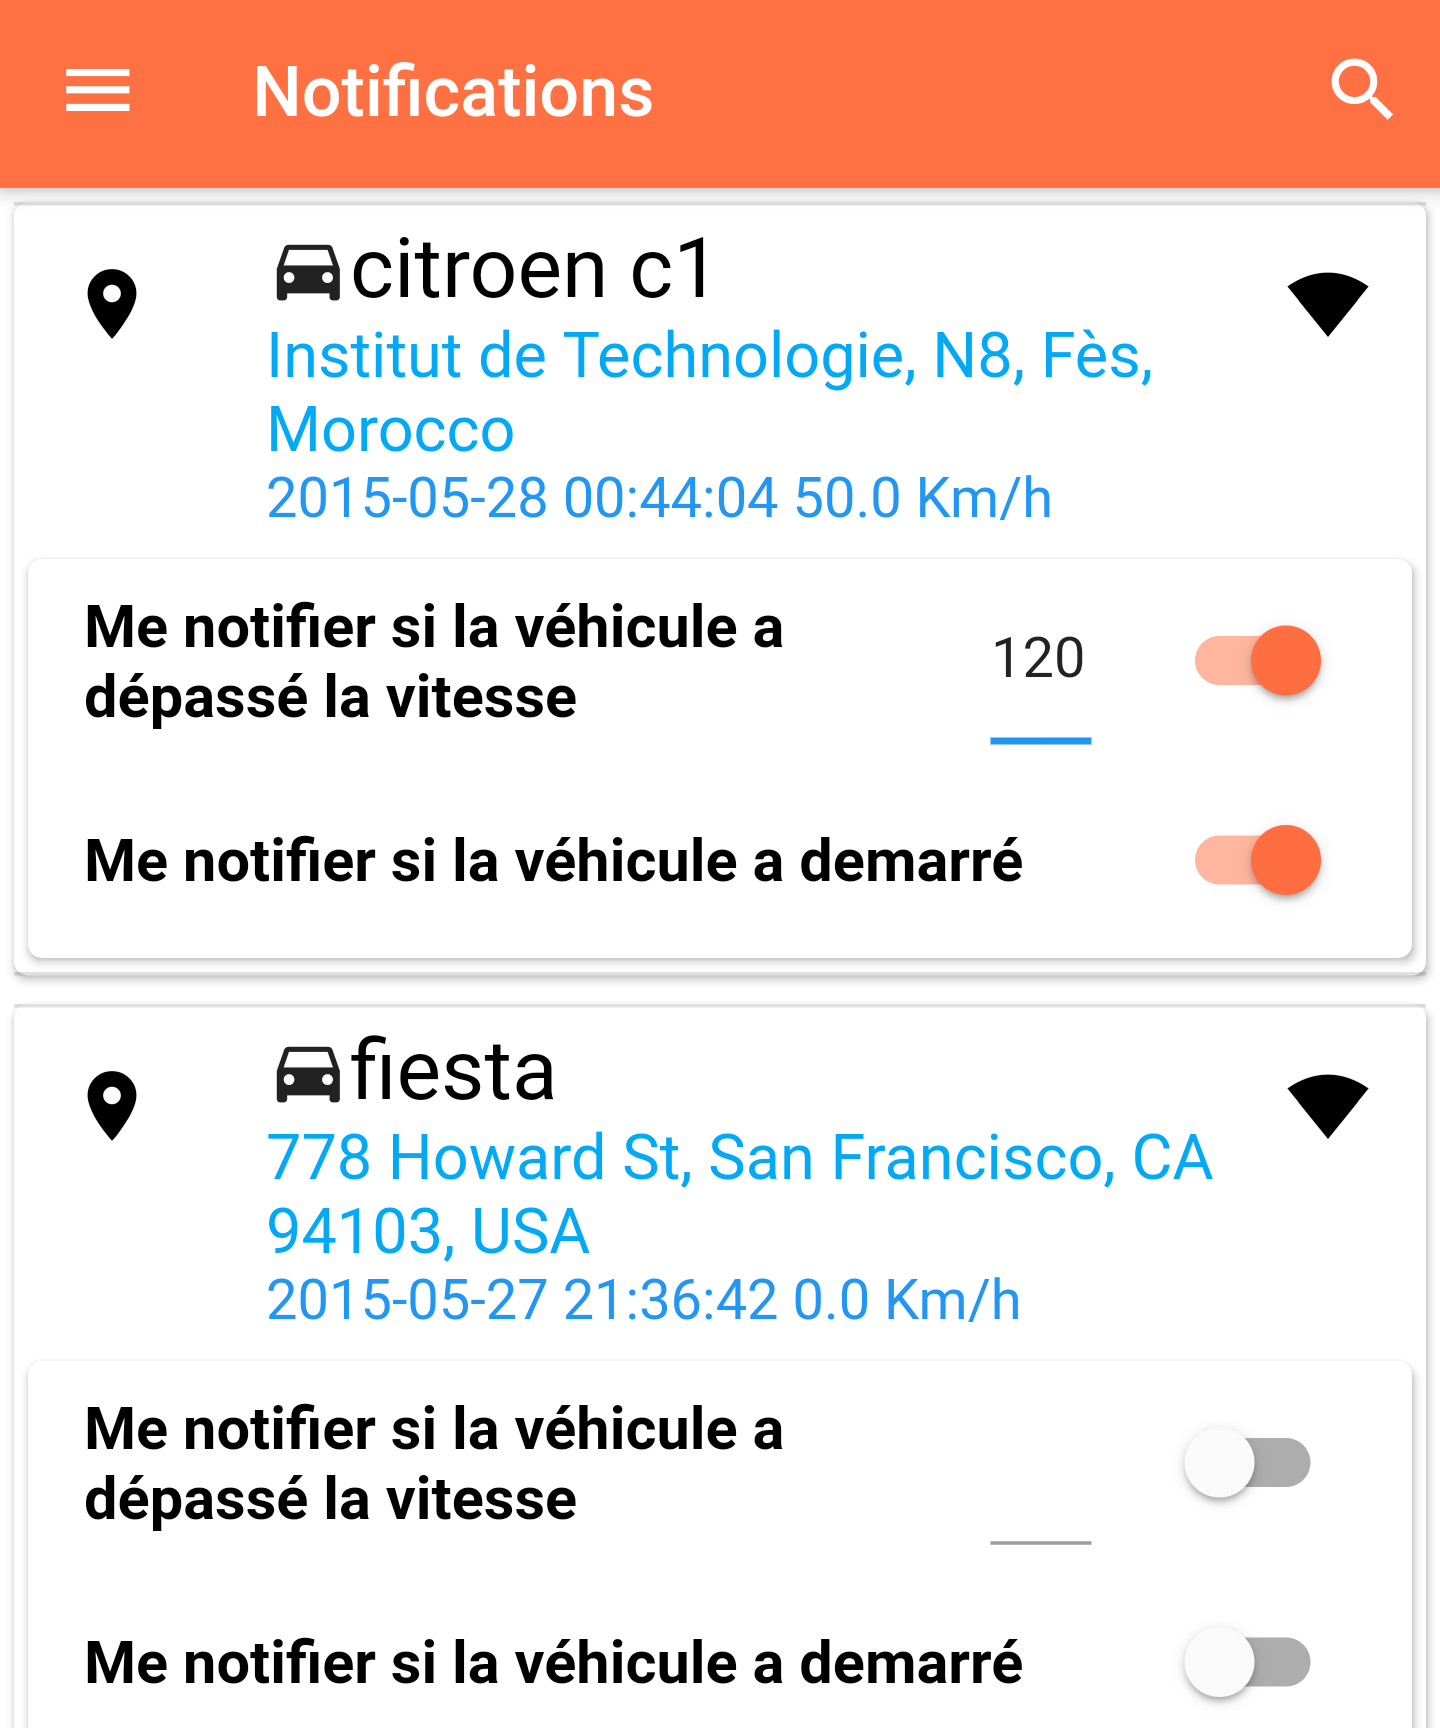 Notifications
citroen c1
Institut de Technologie, N8, Fès,
Morocco
2015-05-28 00:44:04 50.0 Km/h
Me notifier si la véhicule a
dépassé la vitesse
120
Me notifier si la véhicule a demarré
fiesta
778 Howard St, San Francisco, CA
94103, USA
2015-05-27 21:36:42 0.0 Km/h
Me notifier si la véhicule a
dépassé la vitesse
Me notifier si la véhicule a demarré